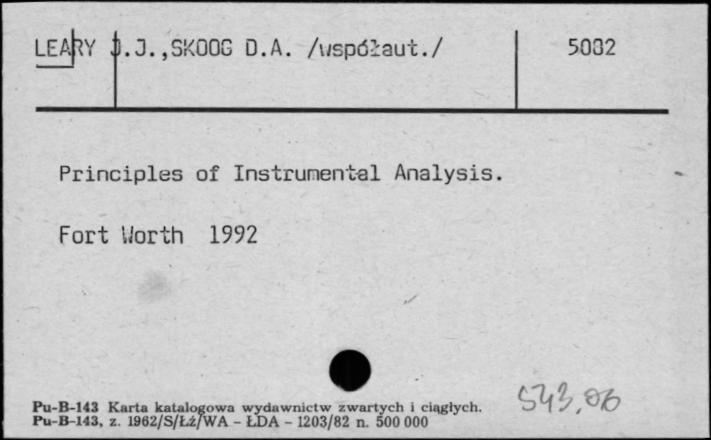 LEARY J.J.,SKOOG D.A. /współaut./ 5082
Principles of Instrumental Analysis.
Fort Worth 1992
543.06
Pu-B-143 Karta katalogowa wydawnictw zwartych i ciągłych.
Pu-B-143, z. 1962/S/Łź/WA - ŁDA - 1203/82 n. 500 000